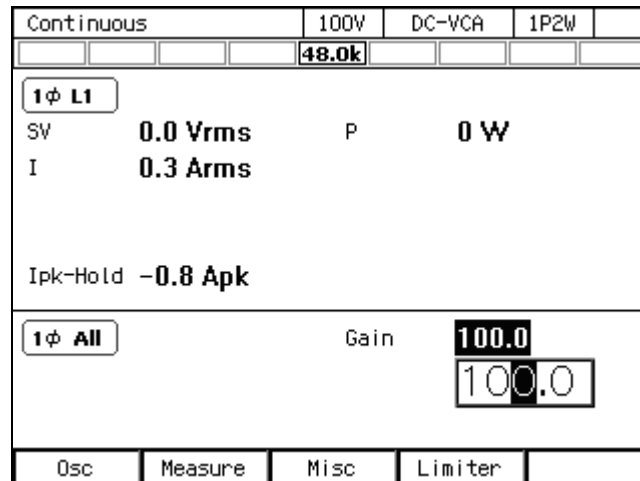 Continuous 100V DC-VCA 1P2W
48.0k
1ϕ L1
SV 0.0 Vrms P 0 W
I 0.3 Arms
Ipk-Hold -0.8 Apk
1ϕ All Gain 100.0
100.0
Osc Measure Misc Limiter